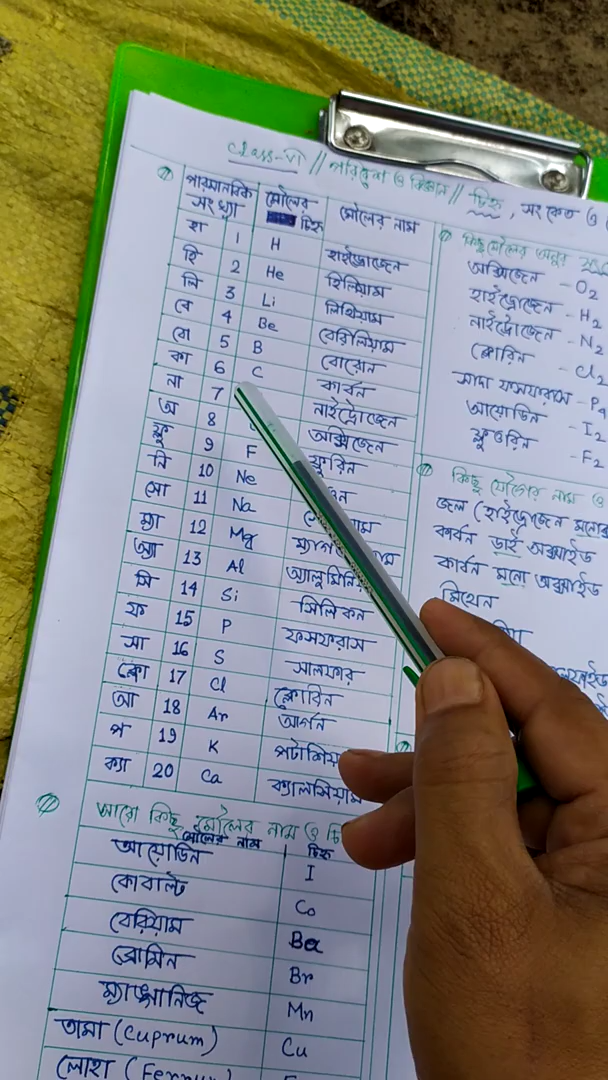 Class-VI // পরিবেশ ও বিজ্ঞান // চিহ্ন, সংকেত ও
পারমানবিক সংখ্যা মৌলের চিহ্ন মৌলের নাম
হা 1 H হাইড্রোজেন
হি 2 He হিলিয়াম
লি 3 Li লিথিয়াম
বে 4 Be বেরিলিয়াম
বো 5 B বোরোন
কা 6 C কার্বন
না 7 নাইট্রোজেন
অ 8 অক্সিজেন
ফ্লু 9 F ফ্লুরিন
নি 10 Ne
সো 11 Na
ম্যা 12 Mg
অ্যা 13 Al
সি 14 Si সিলিকন
ফ 15 P ফসফরাস
সা 16 S সালফার
ক্লো 17 Cl ক্লোরিন
আ 18 Ar আর্গন
প 19 K
ক্যা 20 Ca ক্যালসিয়াম
আরো কিছু মৌলের নাম ও
মৌলের নাম চিহ্ন
আয়োডিন I
কোবাল্ট Co
বেরিয়াম Ba
ব্রোমিন Br
ম্যাঙ্গানিজ Mn
তামা (Cuprum) Cu
লোহা
কিছু মৌলের অনুর
অক্সিজেন - O2
হাইড্রোজেন - H2
নাইট্রোজেন - N2
ক্লোরিন - Cl2
সাদা ফসফরাস - P4
আয়োডিন - I2
ফ্লুওরিন - F2
কিছু যৌগের নাম ও
জল (হাইড্রোজেন
কার্বন ডাই অক্সাইড
কার্বন মনো অক্সাইড
মিথেন